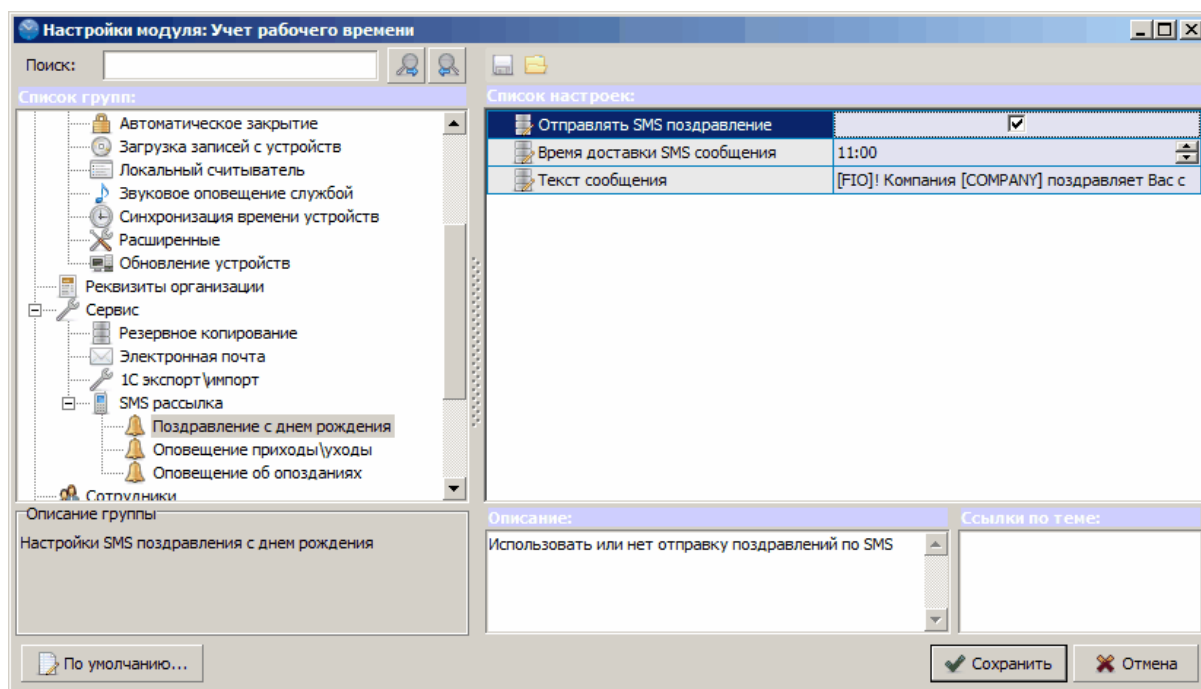 Настройки модуля: Учет рабочего времени
Поиск:
Список групп:
Автоматическое закрытие
Загрузка записей с устройств
Локальный считыватель
Звуковое оповещение службой
Синхронизация времени устройств
Расширенные
Обновление устройств
Реквизиты организации
Сервис
Резервное копирование
Электронная почта
1С экспорт\импорт
SMS рассылка
Поздравление с днем рождения
Оповещение приходы\уходы
Оповещение об опозданиях
Сотрудники
Описание группы
Настройки SMS поздравления с днем рождения
По умолчанию...
Список настроек:
Отправлять SMS поздравление
Время доставки SMS сообщения 11:00
Текст сообщения [FIO]! Компания [COMPANY] поздравляет Вас с
Описание:
Использовать или нет отправку поздравлений по SMS
Ссылки по теме:
Сохранить
Отмена